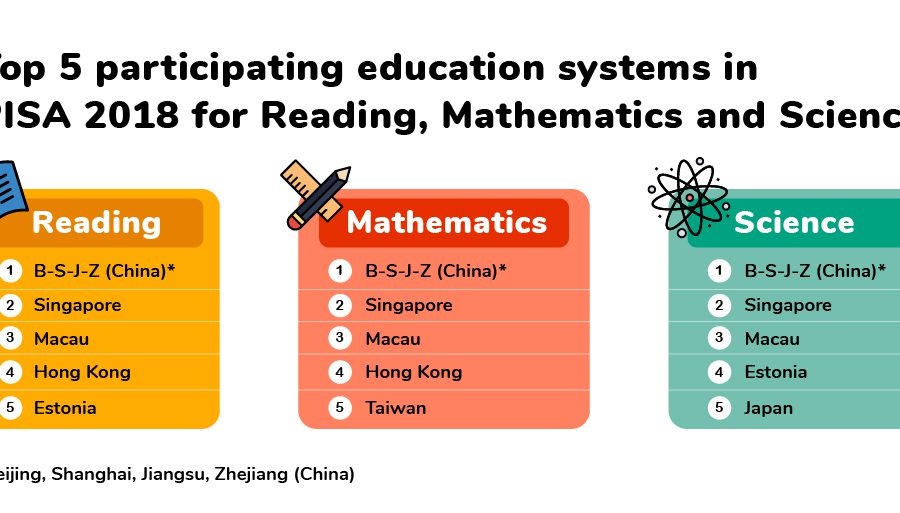 op 5 participating education systems in
PISA 2018 for Reading, Mathematics and Scienc
Reading
1 B-S-J-Z (China)*
2 Singapore
3 Macau
4 Hong Kong
5 Estonia
Mathematics
1 B-S-J-Z (China)*
2 Singapore
3 Macau
4 Hong Kong
5 Taiwan
Science
1 B-S-J-Z (China)*
2 Singapore
3 Macau
4 Estonia
5 Japan
eijing, Shanghai, Jiangsu, Zhejiang (China)